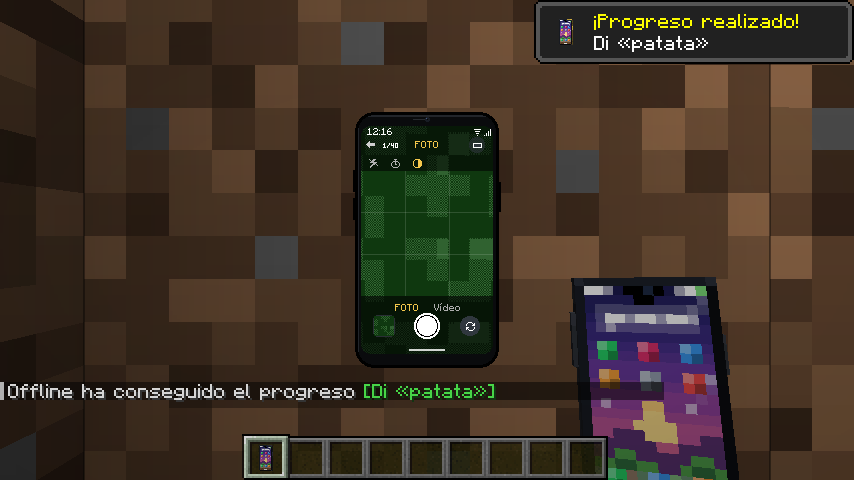 ¡Progreso realizado!
Di «patata»
12:16
1/40 FOTO
FOTO Vídeo
Offline ha conseguido el progreso [Di «patata»]